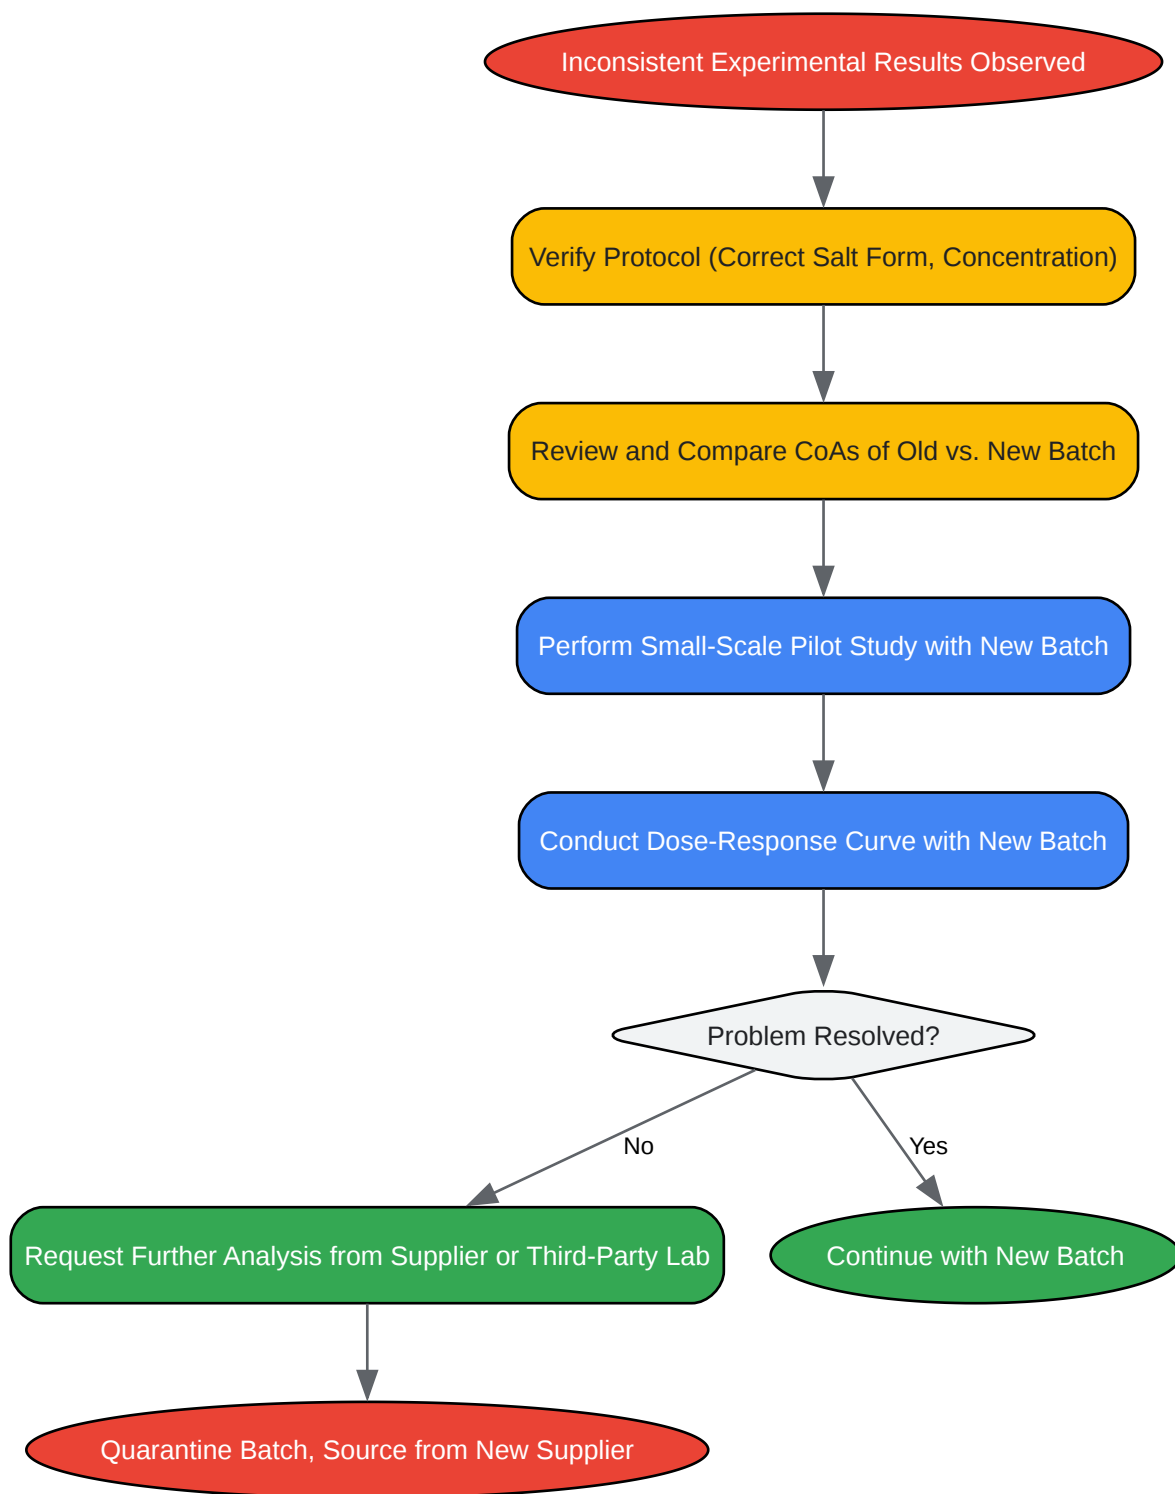 Inconsistent Experimental Results Observed
Verify Protocol (Correct Salt Form, Concentration)
Review and Compare CoAs of Old vs. New Batch
Perform Small-Scale Pilot Study with New Batch
Conduct Dose-Response Curve with New Batch
Problem Resolved?
No
Yes
Request Further Analysis from Supplier or Third-Party Lab
Continue with New Batch
Quarantine Batch, Source from New Supplier